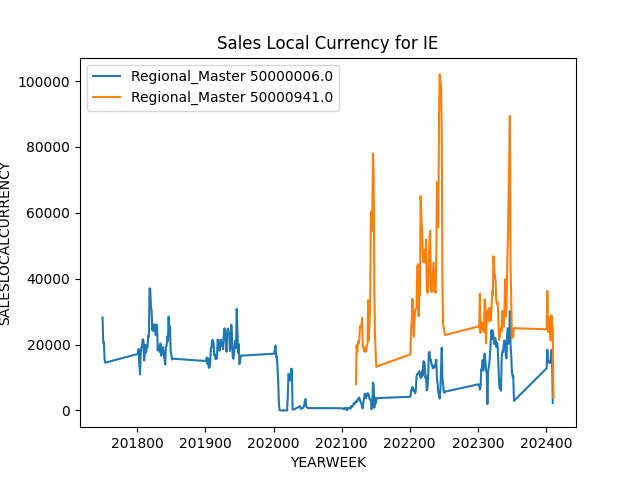 Sales Local Currency for IE
Regional_Master 50000006.0
Regional_Master 50000941.0
SALESLOCALCURRENCY
100000
80000
60000
40000
20000
0
201800 201900 202000 202100 202200 202300 202400
YEARWEEK